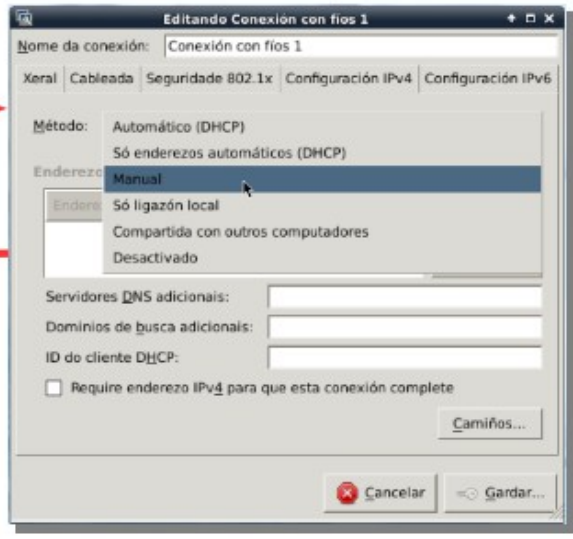 Editando Conexión con fíos 1
Nome da conexión: Conexión con fíos 1
Xeral Cableada Seguridade 802.1x Configuración IPv4 Configuración IPv6
Método: Automático (DHCP)
Só enderezos automáticos (DHCP)
Manual
Só ligazón local
Compartida con outros computadores
Desactivado
Servidores DNS adicionais:
Dominios de busca adicionais:
ID do cliente DHCP:
Require enderezo IPv4 para que esta conexión complete
Camiños...
Cancelar Gardar...